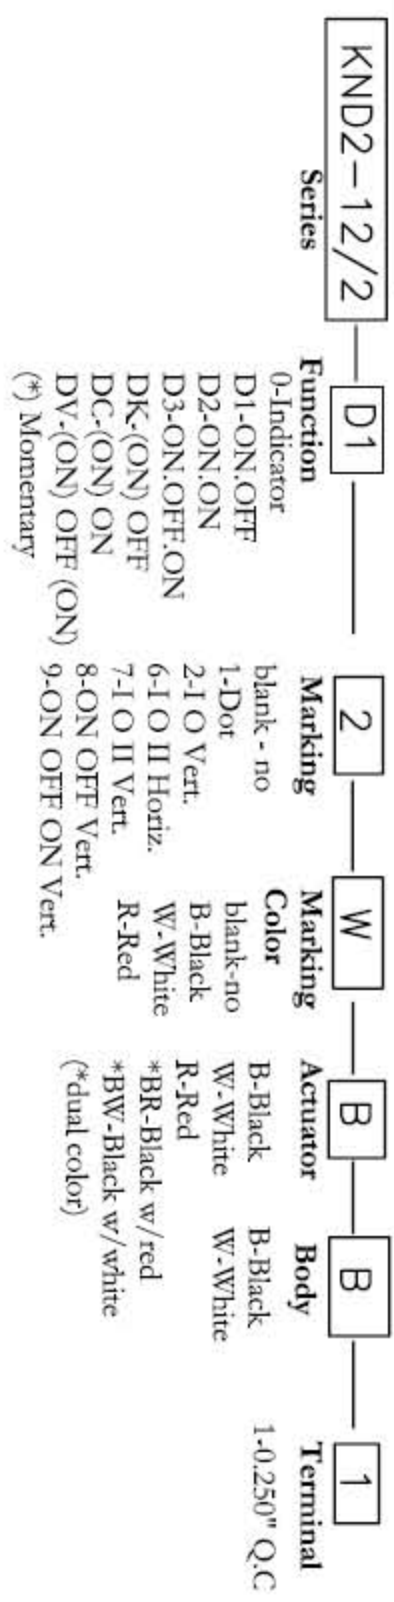 KND2-12/2 D1 2 W B B 1
Series
Function
0-Indicator
D1-ON.OFF
D2-ON.ON
D3-ON.OFF.ON
DK-(ON) OFF
DC-(ON) ON
DV-(ON) OFF (ON)
(*) Momentary
Marking
blank - no
1-Dot
2-I O Vert.
6-I O II Horiz.
7-I O II Vert.
8-ON OFF Vert.
9-ON OFF ON Vert.
Marking
Color
blank-no
B-Black
W-White
R-Red
Actuator
B-Black
W-White
R-Red
*BR-Black w/red
*BW-Black w/white
(*dual color)
Body
B-Black
W-White
Terminal
1-0.250" Q.C